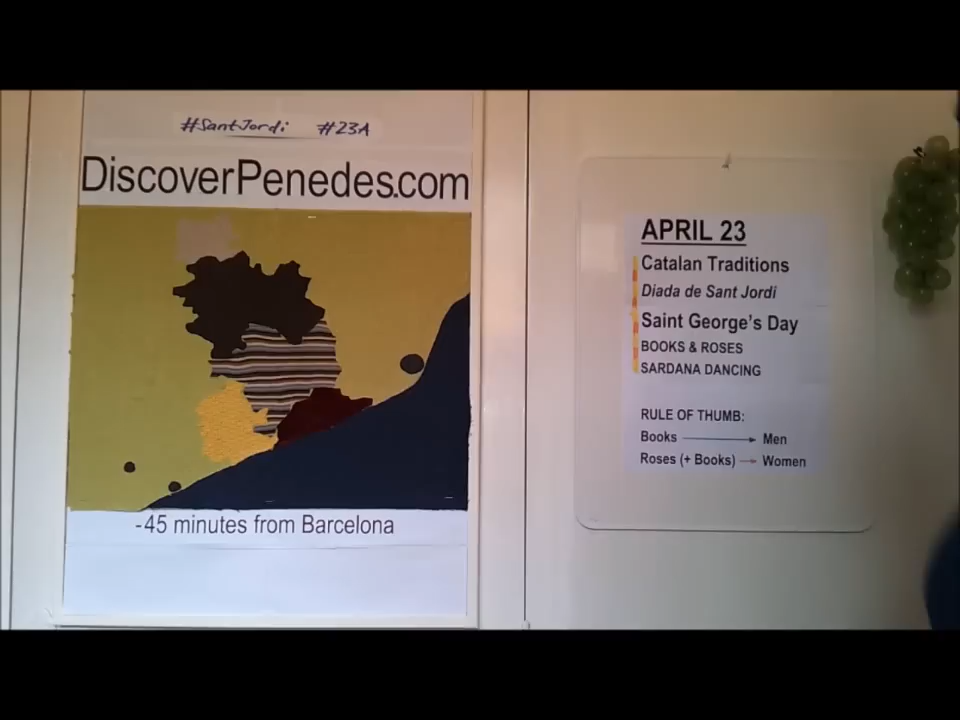 #SantJordi #23A
DiscoverPenedes.com
-45 minutes from Barcelona
APRIL 23
Catalan Traditions
Diada de Sant Jordi
Saint George's Day
BOOKS & ROSES
SARDANA DANCING
RULE OF THUMB:
Books → Men
Roses (+ Books) → Women